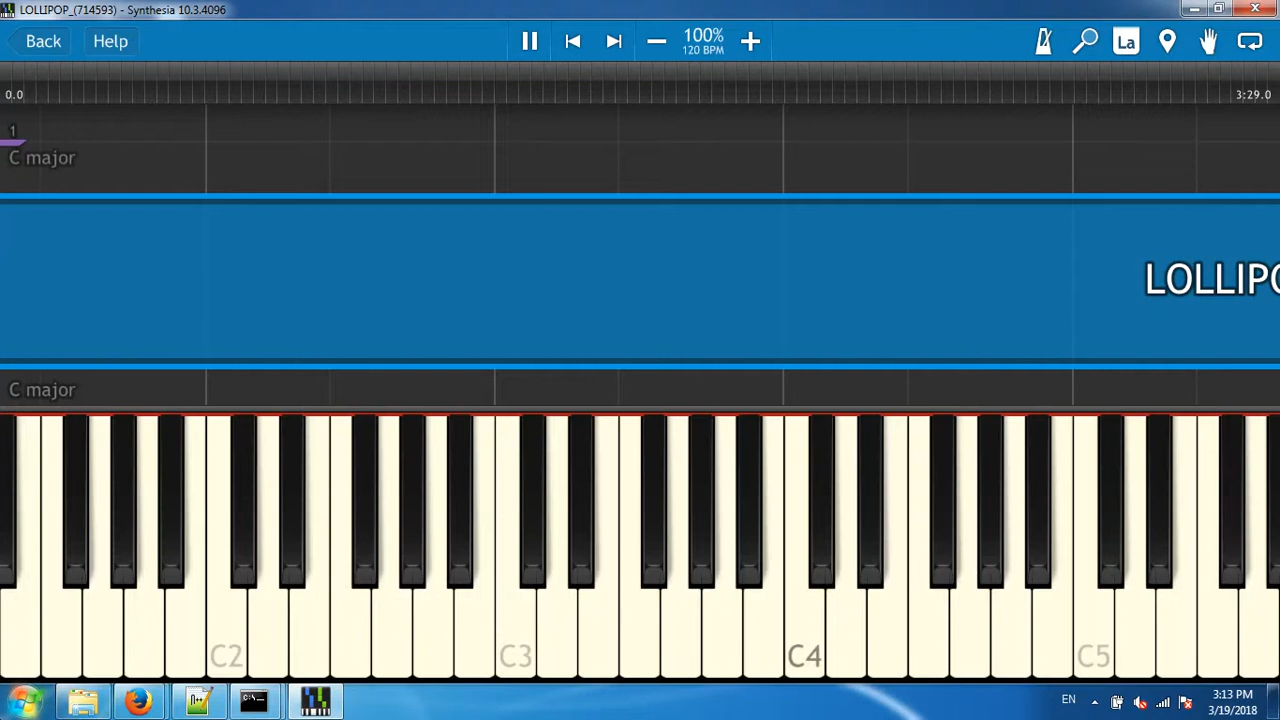 LOLLIPOP_(714593) - Synthesia 10.3.4096
Back
Help
100%
120 BPM
La
0.0
3:29.0
1
C major
LOLLIPO
C major
C2
C3
C4
C5
EN
3:13 PM
3/19/2018